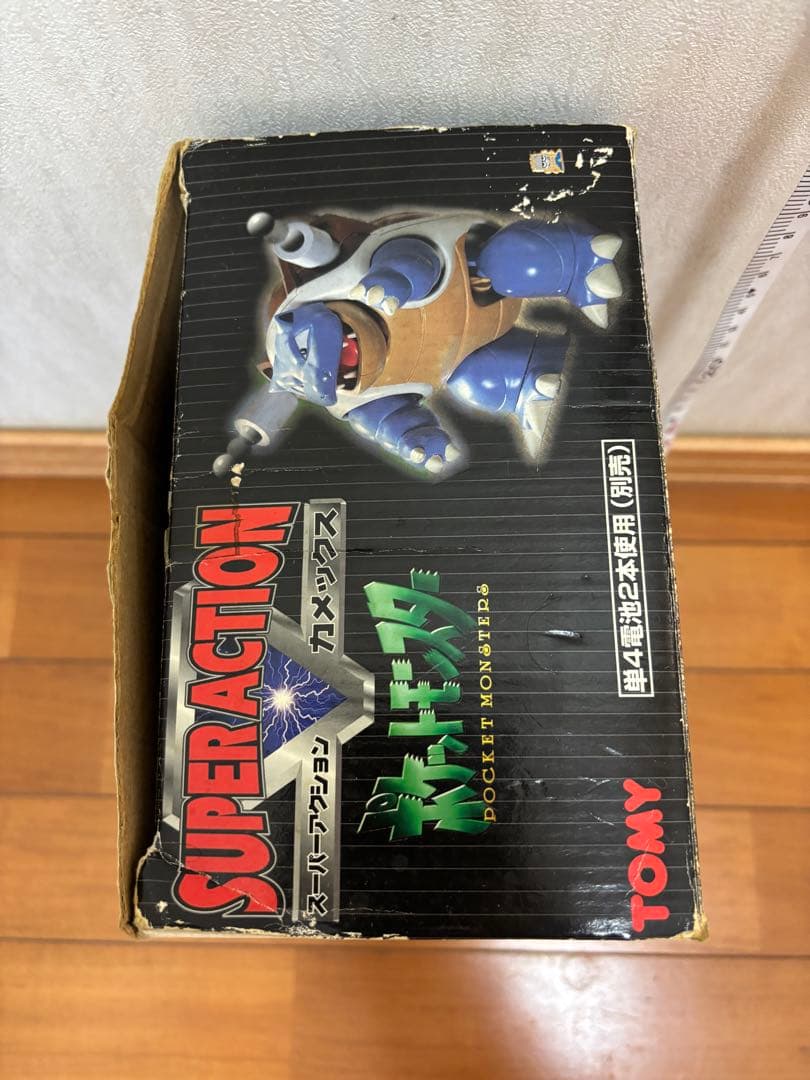 SUPER ACTION
スーパーアクション カメックス
ポケットモンスター
POCKET MONSTERS
単4電池2本使用(別売)
TOMY